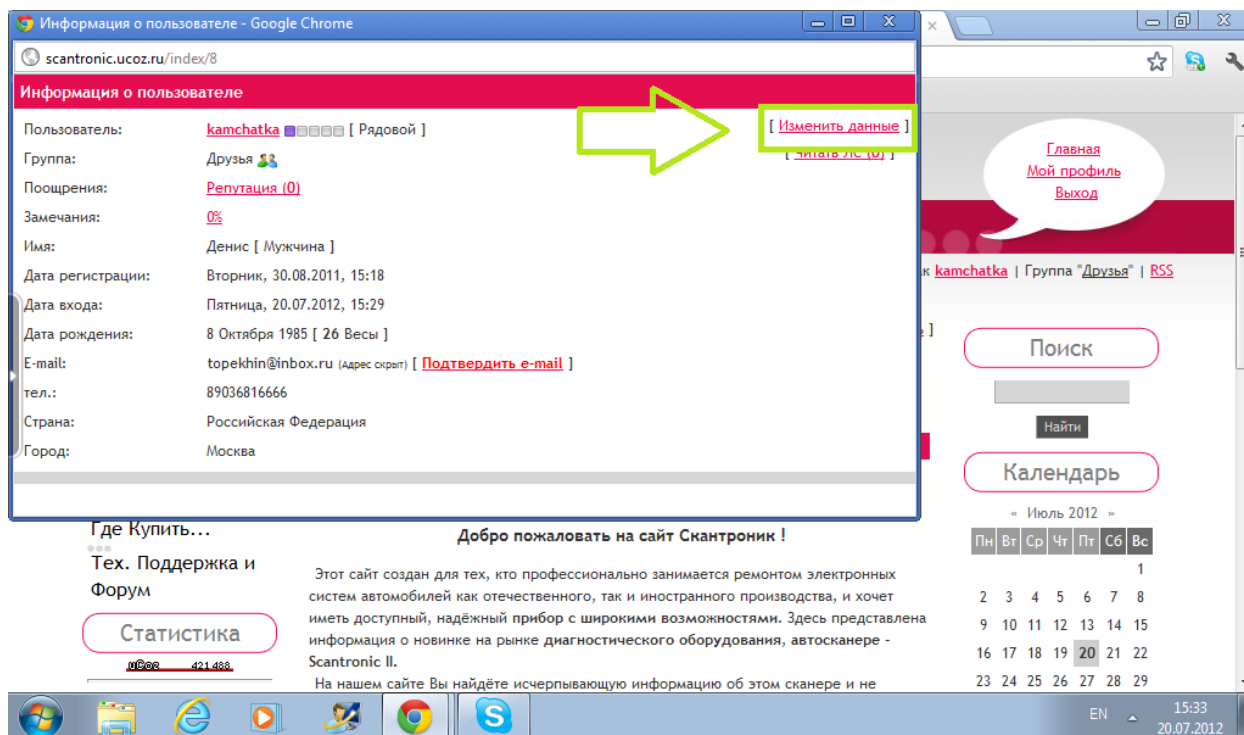 Информация о пользователе - Google Chrome
scantronic.ucoz.ru/index/8
Информация о пользователе
Пользователь: kamchatka [ Рядовой ] [ Изменить данные ]
Группа: Друзья [ Читать ЛС (0) ]
Поощрения: Репутация (0)
Замечания: 0%
Имя: Денис [ Мужчина ]
Дата регистрации: Вторник, 30.08.2011, 15:18
Дата входа: Пятница, 20.07.2012, 15:29
Дата рождения: 8 Октября 1985 [ 26 Весы ]
E-mail: topekhin@inbox.ru (Адрес скрыт) [ Подтвердить e-mail ]
тел.: 89036816666
Страна: Российская Федерация
Город: Москва
Главная
Мой профиль
Выход
kamchatka | Группа "Друзья" | RSS
Поиск
Найти
Календарь
« Июль 2012 »
Пн Вт Ср Чт Пт Сб Вс
1
2 3 4 5 6 7 8
9 10 11 12 13 14 15
16 17 18 19 20 21 22
23 24 25 26 27 28 29
Где Купить...
Тех. Поддержка и
Форум
Статистика
uCoz 421488
Добро пожаловать на сайт Скантроник !
Этот сайт создан для тех, кто профессионально занимается ремонтом электронных
систем автомобилей как отечественного, так и иностранного производства, и хочет
иметь доступный, надёжный прибор с широкими возможностями. Здесь представлена
информация о новинке на рынке диагностического оборудования, автосканере -
Scantronic II.
На нашем сайте Вы найдёте исчерпывающую информацию об этом сканере и не
EN
15:33
20.07.2012